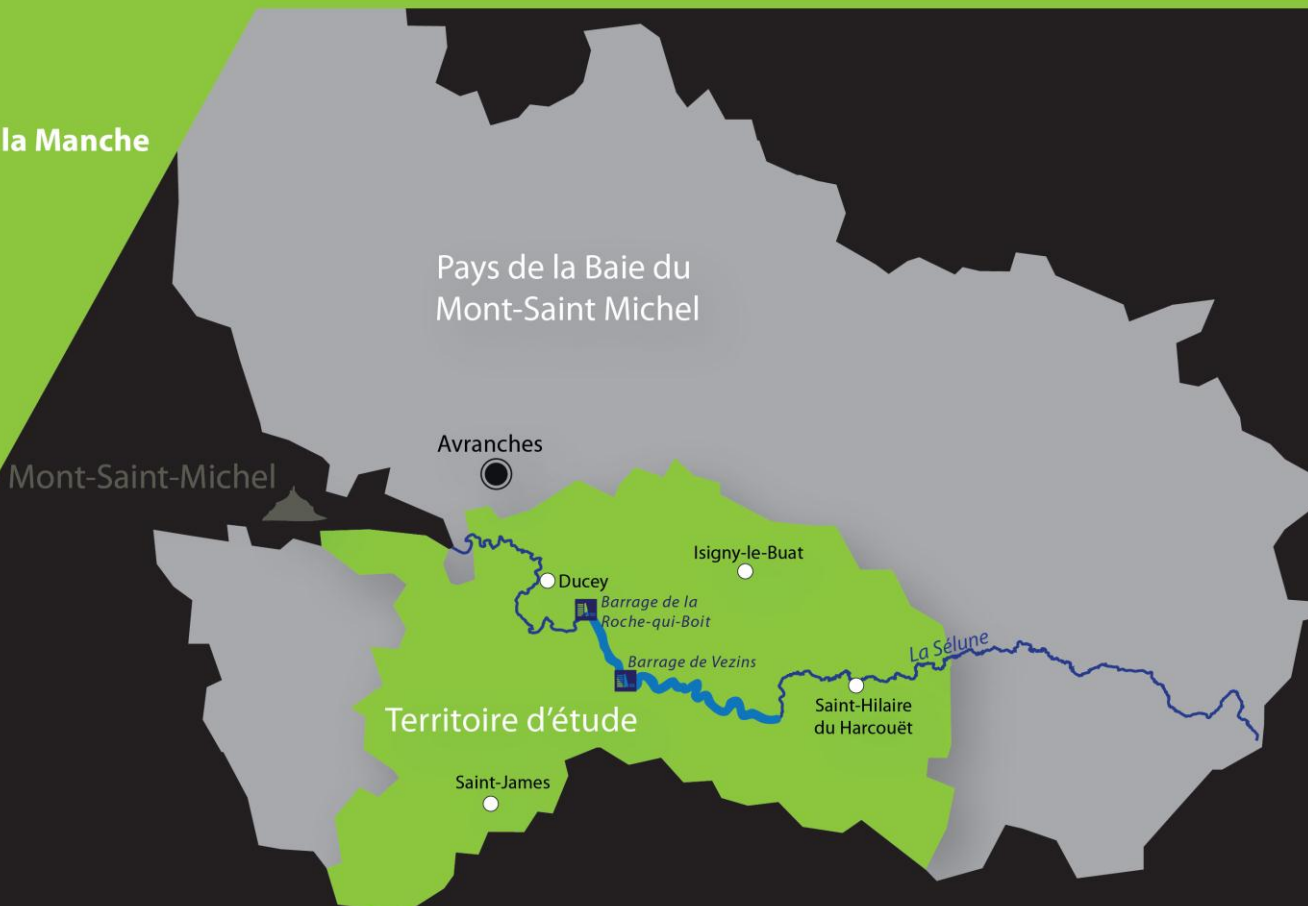 la Manche
Pays de la Baie du
Mont-Saint Michel
Avranches
Mont-Saint-Michel
Isigny-le-Buat
Ducey
Barrage de la
Roche-qui-Boit
La Sélune
Barrage de Vezins
Saint-Hilaire
du Harcouët
Territoire d'étude
Saint-James